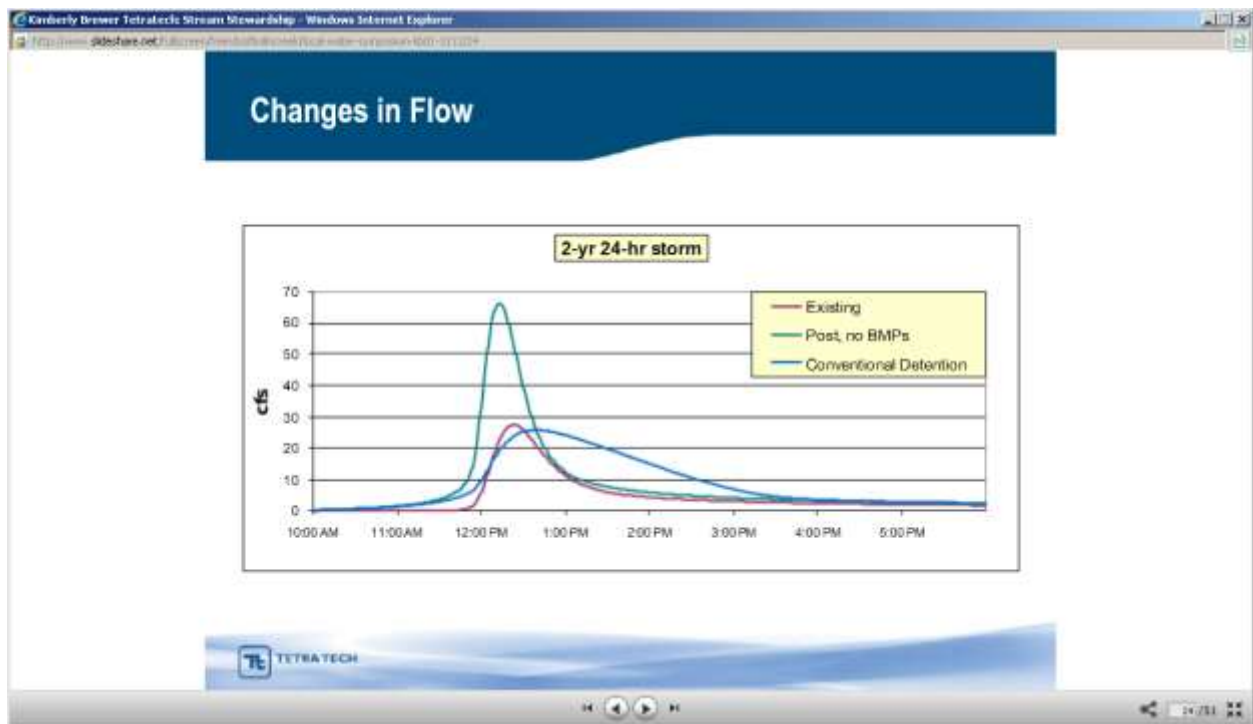 Kimberly Brewer Tetratech Stream Stewardship - Windows Internet Explorer
Changes in Flow
2-yr 24-hr storm
70
60
50
40
30
20
10
0
cfs
Existing
Post, no BMPs
Conventional Detention
10:00 AM 11:00 AM 12:00 PM 1:00 PM 2:00 PM 3:00 PM 4:00 PM 5:00 PM
TETRA TECH